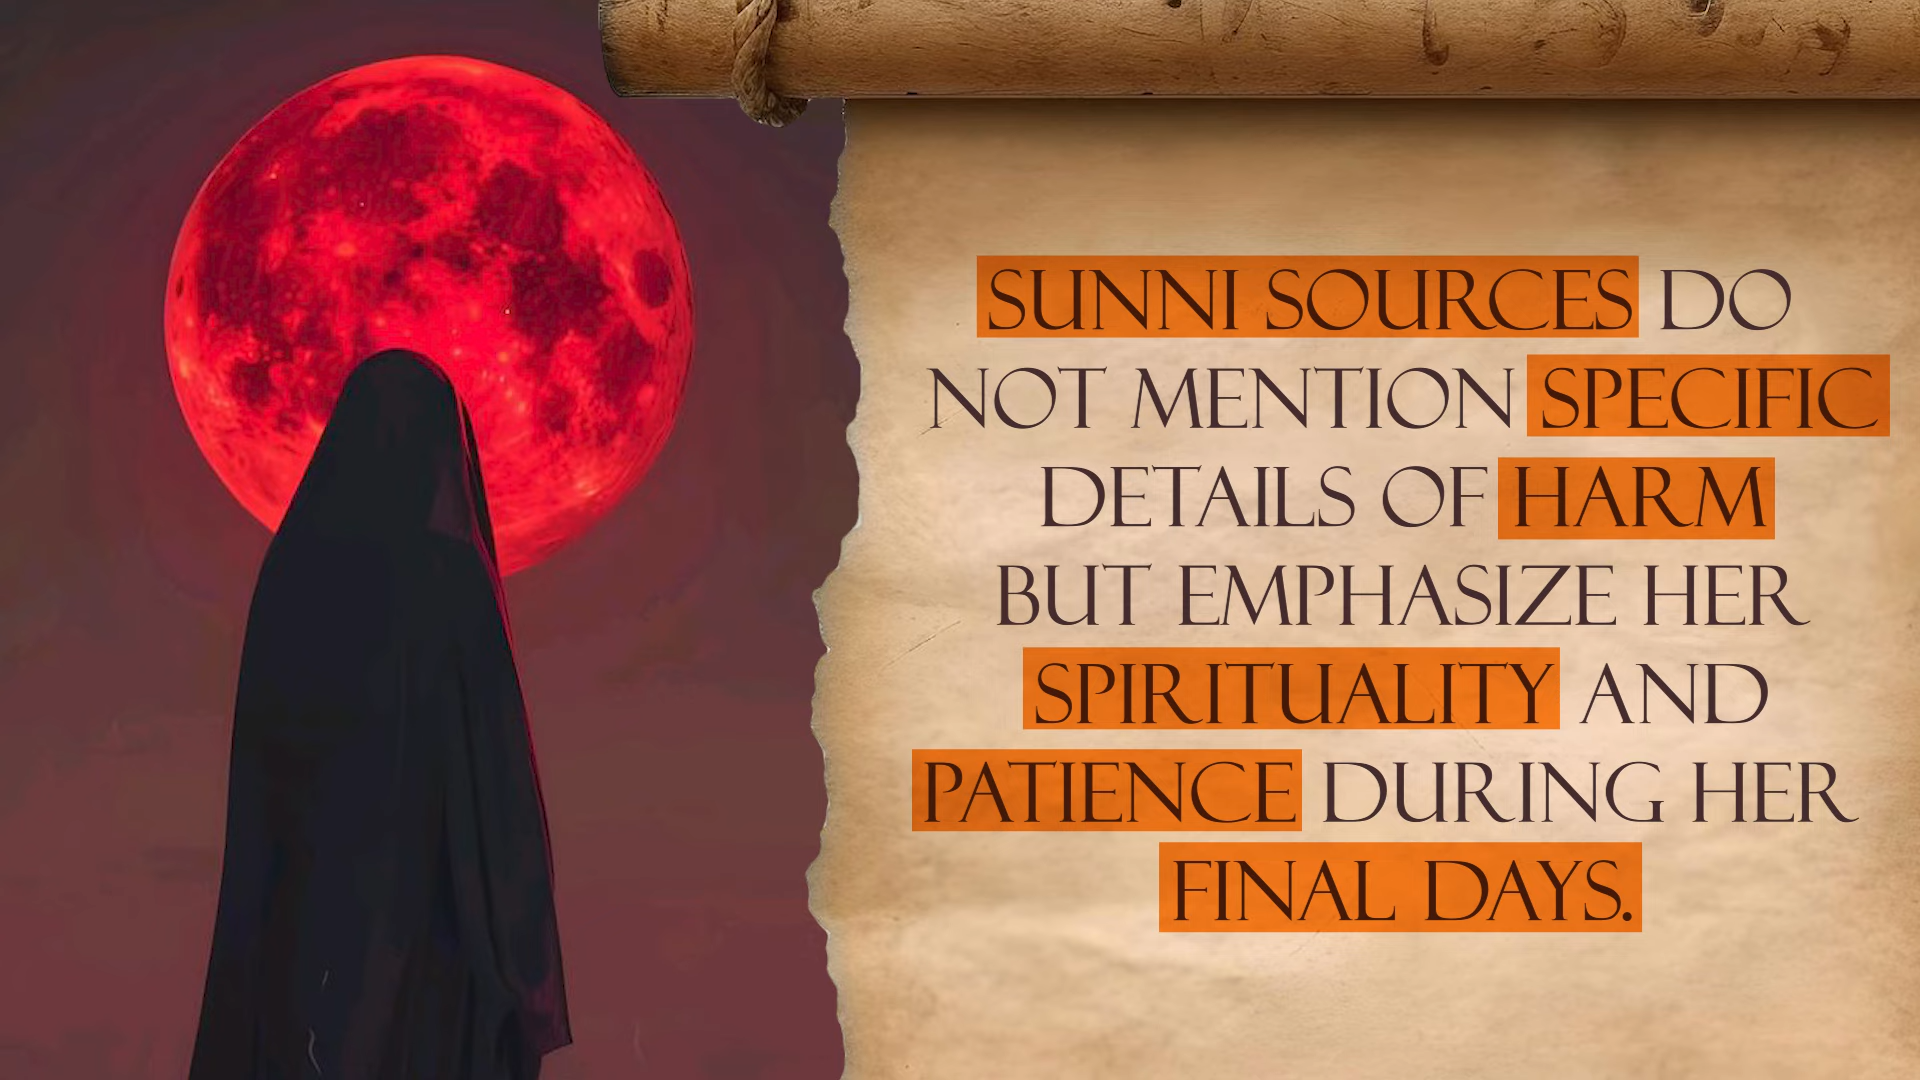 SUNNI SOURCES DO
NOT MENTION SPECIFIC
DETAILS OF HARM
BUT EMPHASIZE HER
SPIRITUALITY AND
PATIENCE DURING HER
FINAL DAYS.